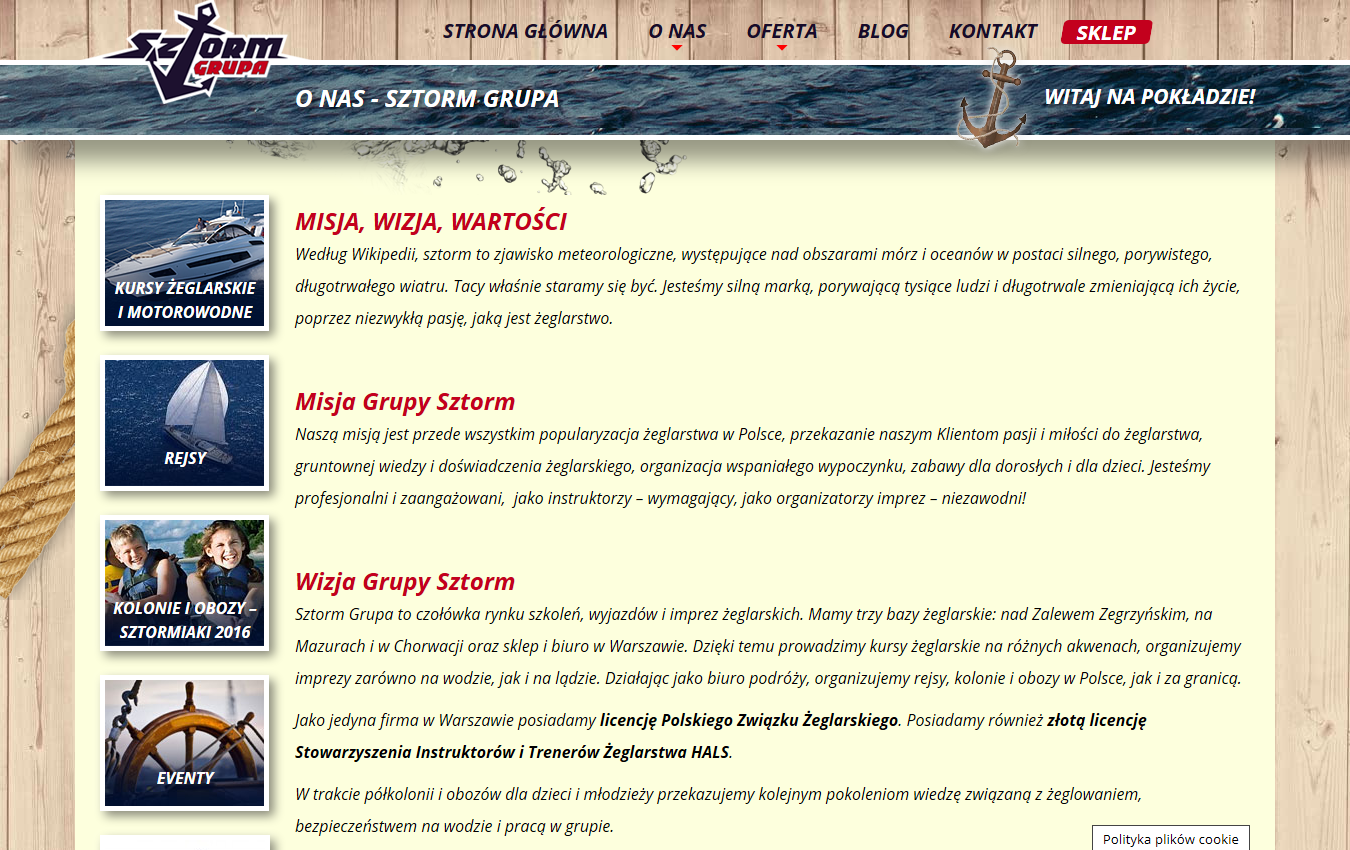 SZTORM
GRUPA
STRONA GŁÓWNA O NAS OFERTA BLOG KONTAKT SKLEP
O NAS - SZTORM GRUPA
WITAJ NA POKŁADZIE!
KURSY ŻEGLARSKIE
I MOTOROWODNE
REJSY
KOLONIE I OBOZY –
SZTORMIAKI 2016
EVENTY
MISJA, WIZJA, WARTOŚCI
Według Wikipedii, sztorm to zjawisko meteorologiczne, występujące nad obszarami mórz i oceanów w postaci silnego, porywistego,
długotrwałego wiatru. Tacy właśnie staramy się być. Jesteśmy silną marką, porywającą tysiące ludzi i długotrwale zmieniającą ich życie,
poprzez niezwykłą pasję, jaką jest żeglarstwo.
Misja Grupy Sztorm
Naszą misją jest przede wszystkim popularyzacja żeglarstwa w Polsce, przekazanie naszym Klientom pasji i miłości do żeglarstwa,
gruntownej wiedzy i doświadczenia żeglarskiego, organizacja wspaniałego wypoczynku, zabawy dla dorosłych i dla dzieci. Jesteśmy
profesjonalni i zaangażowani, jako instruktorzy – wymagający, jako organizatorzy imprez – niezawodni!
Wizja Grupy Sztorm
Sztorm Grupa to czołówka rynku szkoleń, wyjazdów i imprez żeglarskich. Mamy trzy bazy żeglarskie: nad Zalewem Zegrzyńskim, na
Mazurach i w Chorwacji oraz sklep i biuro w Warszawie. Dzięki temu prowadzimy kursy żeglarskie na różnych akwenach, organizujemy
imprezy zarówno na wodzie, jak i na lądzie. Działając jako biuro podróży, organizujemy rejsy, kolonie i obozy w Polsce, jak i za granicą.
Jako jedyna firma w Warszawie posiadamy licencję Polskiego Związku Żeglarskiego. Posiadamy również złotą licencję
Stowarzyszenia Instruktorów i Trenerów Żeglarstwa HALS.
W trakcie półkolonii i obozów dla dzieci i młodzieży przekazujemy kolejnym pokoleniom wiedzę związaną z żeglowaniem,
bezpieczeństwem na wodzie i pracą w grupie.
Polityka plików cookie